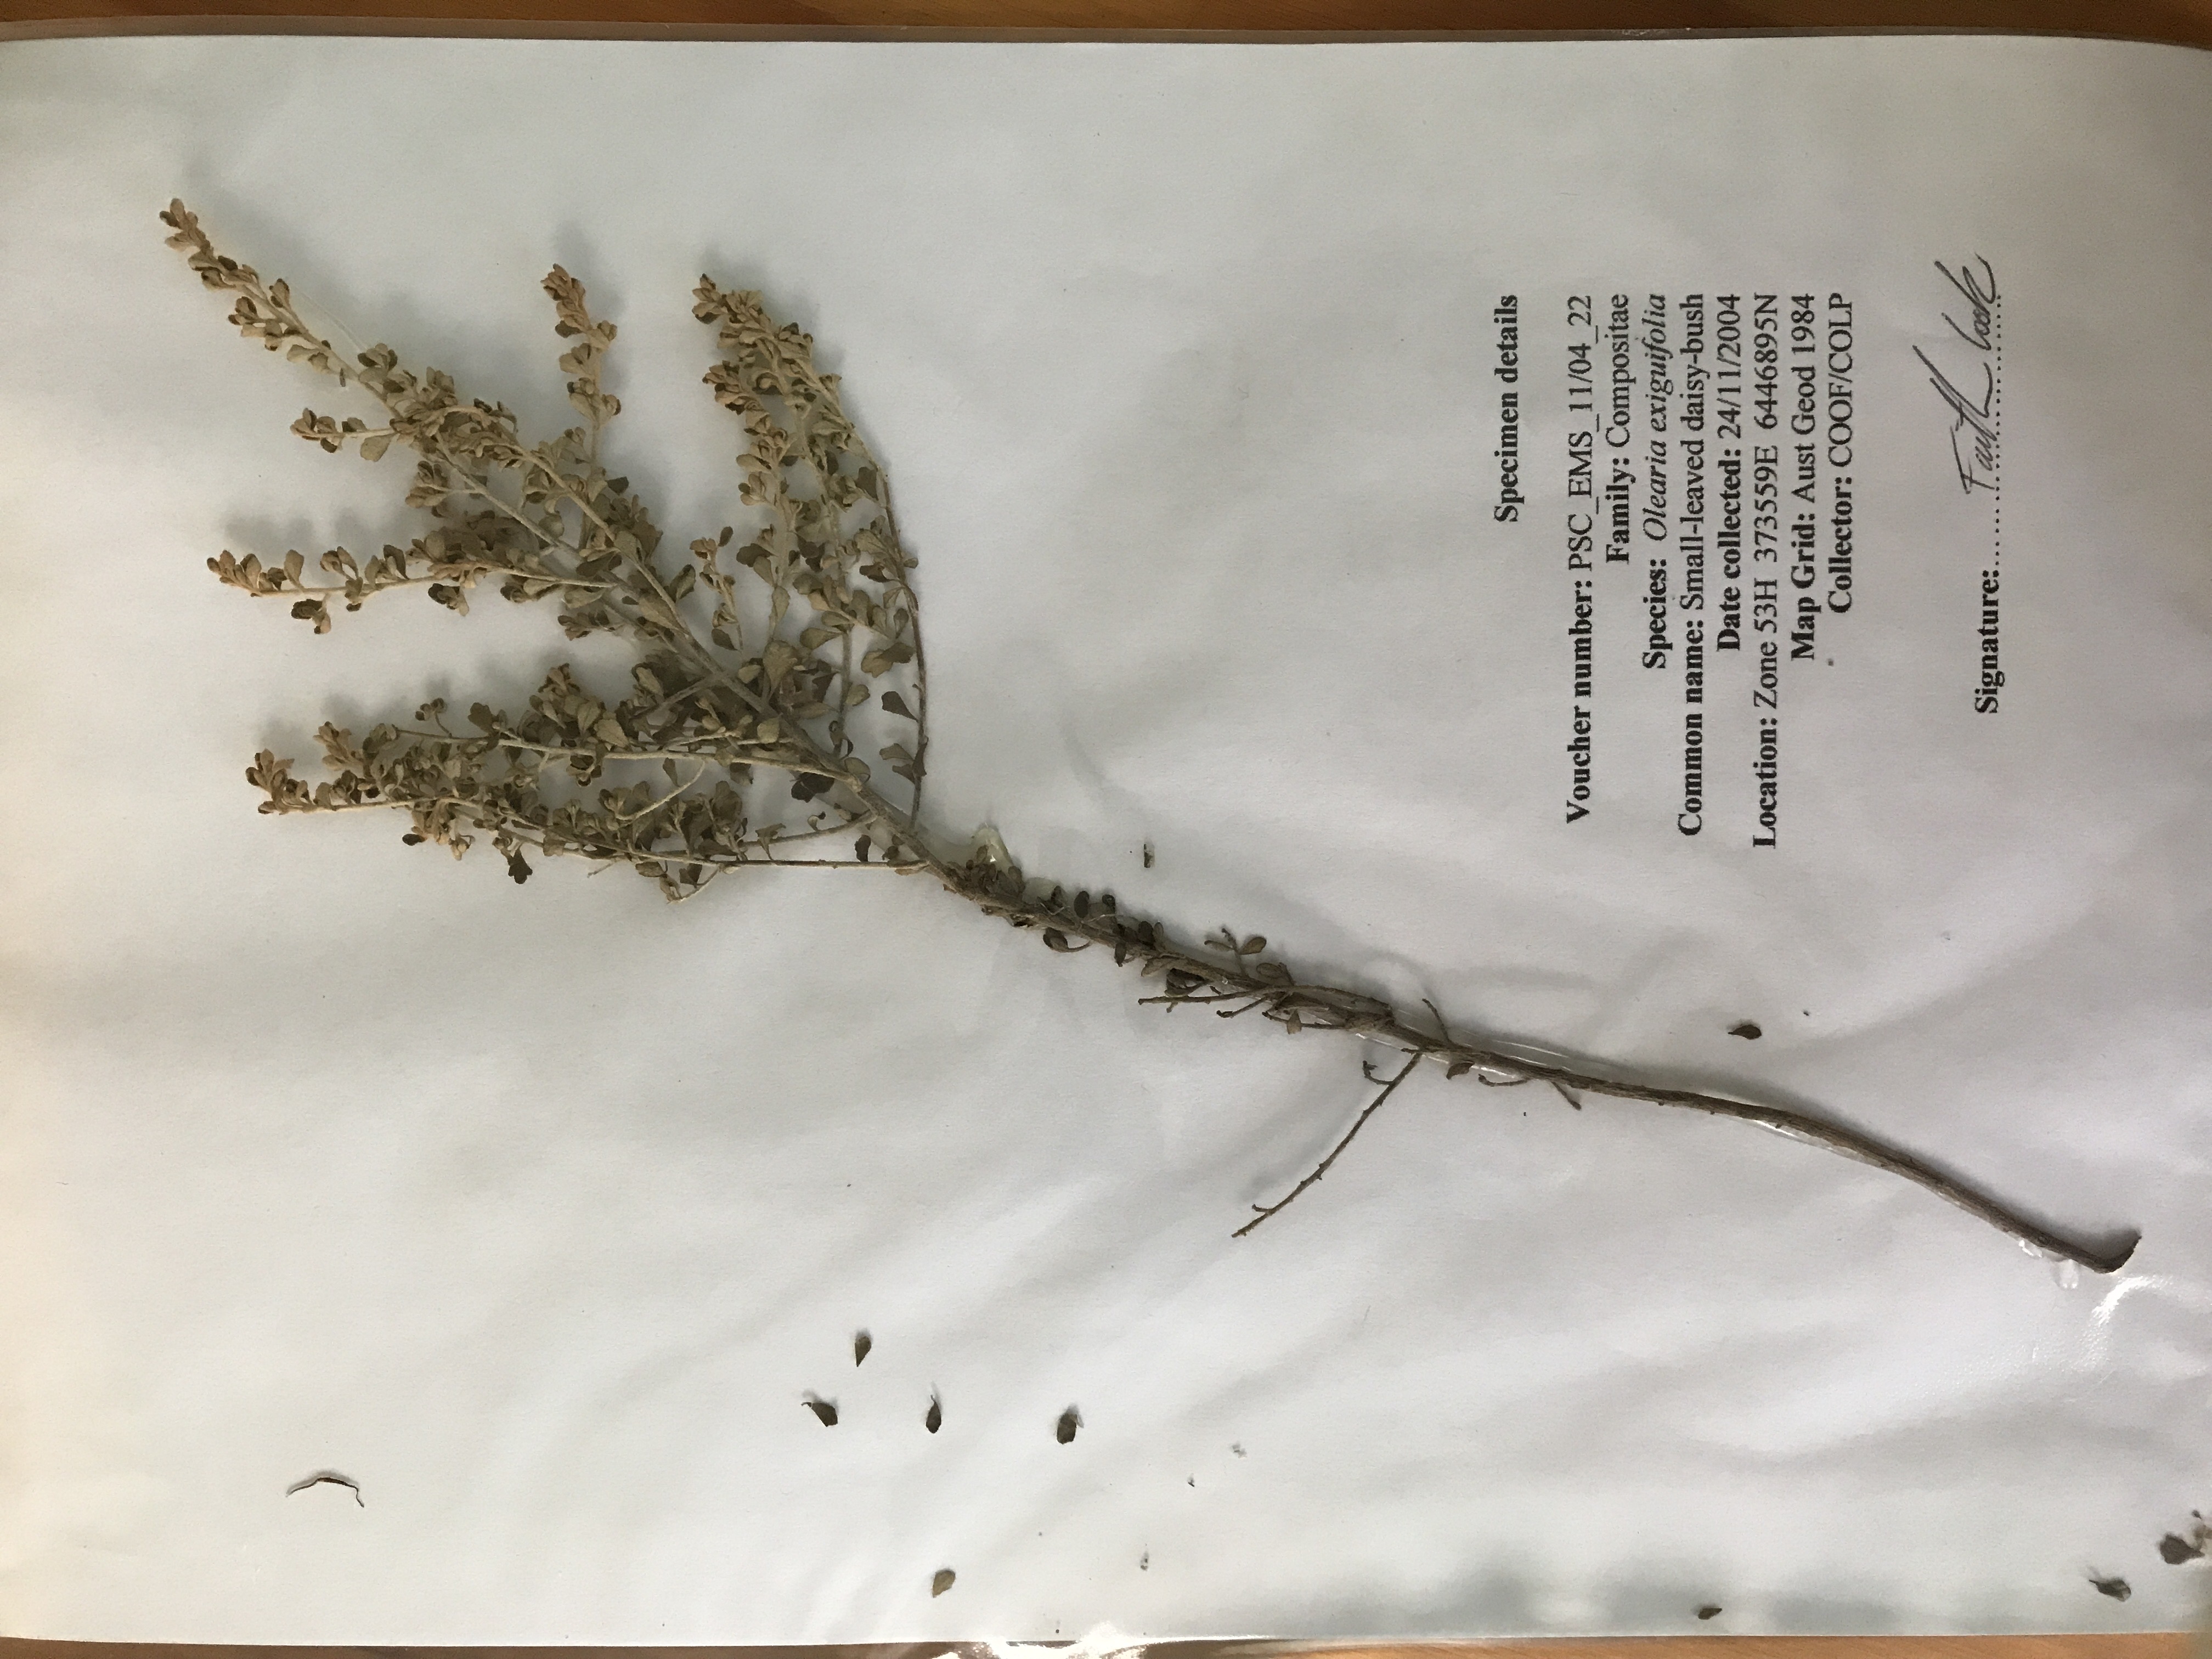 Specimen details
Voucher number: PSC_EMS_11/04_22
Family: Compositae
Species: Olearia exiguifolia
Common name: Small-leaved daisy-bush
Date collected: 24/11/2004
Location: Zone 53H 373559E 6446895N
Map Grid: Aust Geod 1984
Collector: COOF/COLP
Signature:...... Faith Cook